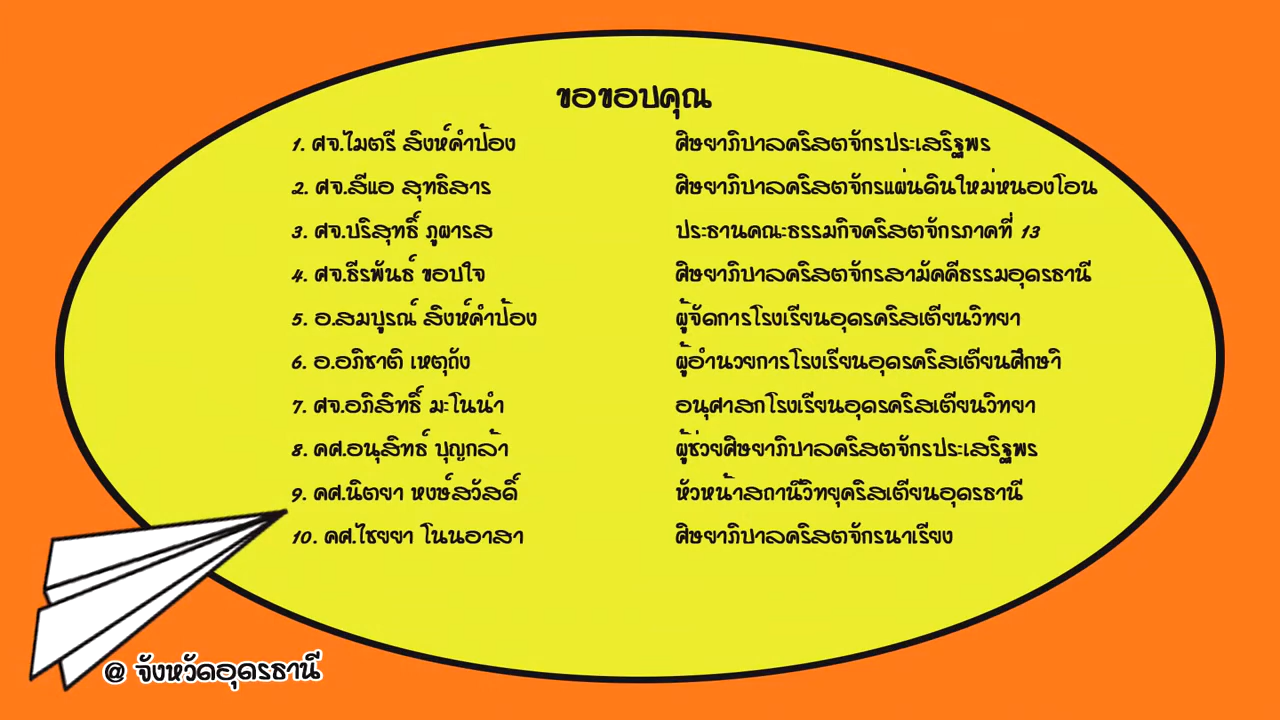 ขอขอบคุณ
1. ศจ.ไมตรี สิงห์คำป้อง ศิษยาภิบาลคริสตจักรประเสริฐพร
2. ศจ.สีแอ สุทธิสาร ศิษยาภิบาลคริสตจักรแผ่นดินใหม่หนองโอน
3. ศจ.บริสุทธิ์ ภูผารส ประธานคณะธรรมกิจคริสตจักรภาคที่ 13
4. ศจ.ธีรพันธ์ ขอบใจ ศิษยาภิบาลคริสตจักรสามัคคีธรรมอุดรธานี
5. อ.สมบูรณ์ สิงห์คำป้อง ผู้จัดการโรงเรียนอุดรคริสเตียนวิทยา
6. อ.อภิชาติ เหตุถัง ผู้อำนวยการโรงเรียนอุดรคริสเตียนศึกษา
7. ศจ.อภิสิทธิ์ มะโนนำ อนุศาสกโรงเรียนอุดรคริสเตียนวิทยา
8. คศ.อนุสิทธ์ บุญกล้า ผู้ช่วยศิษยาภิบาลคริสตจักรประเสริฐพร
9. คศ.นิตยา หงษ์สวัสดิ์ หัวหน้าสถานีวิทยุคริสเตียนอุดรธานี
10. คศ.ไชยยา โนนอาสา ศิษยาภิบาลคริสตจักรนาเรียง
@ จังหวัดอุดรธานี